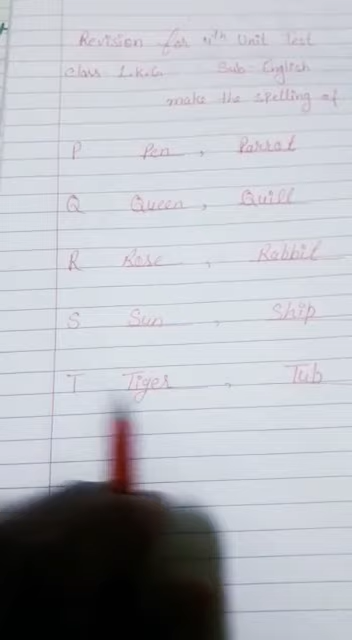 Revision for 4th Unit Test
Class L.K.G. Sub- English
make the spelling of
P Pen , Parrot
Q Queen , Quill
R Rose , Rabbit
S Sun , Ship
T Tiger , Tub